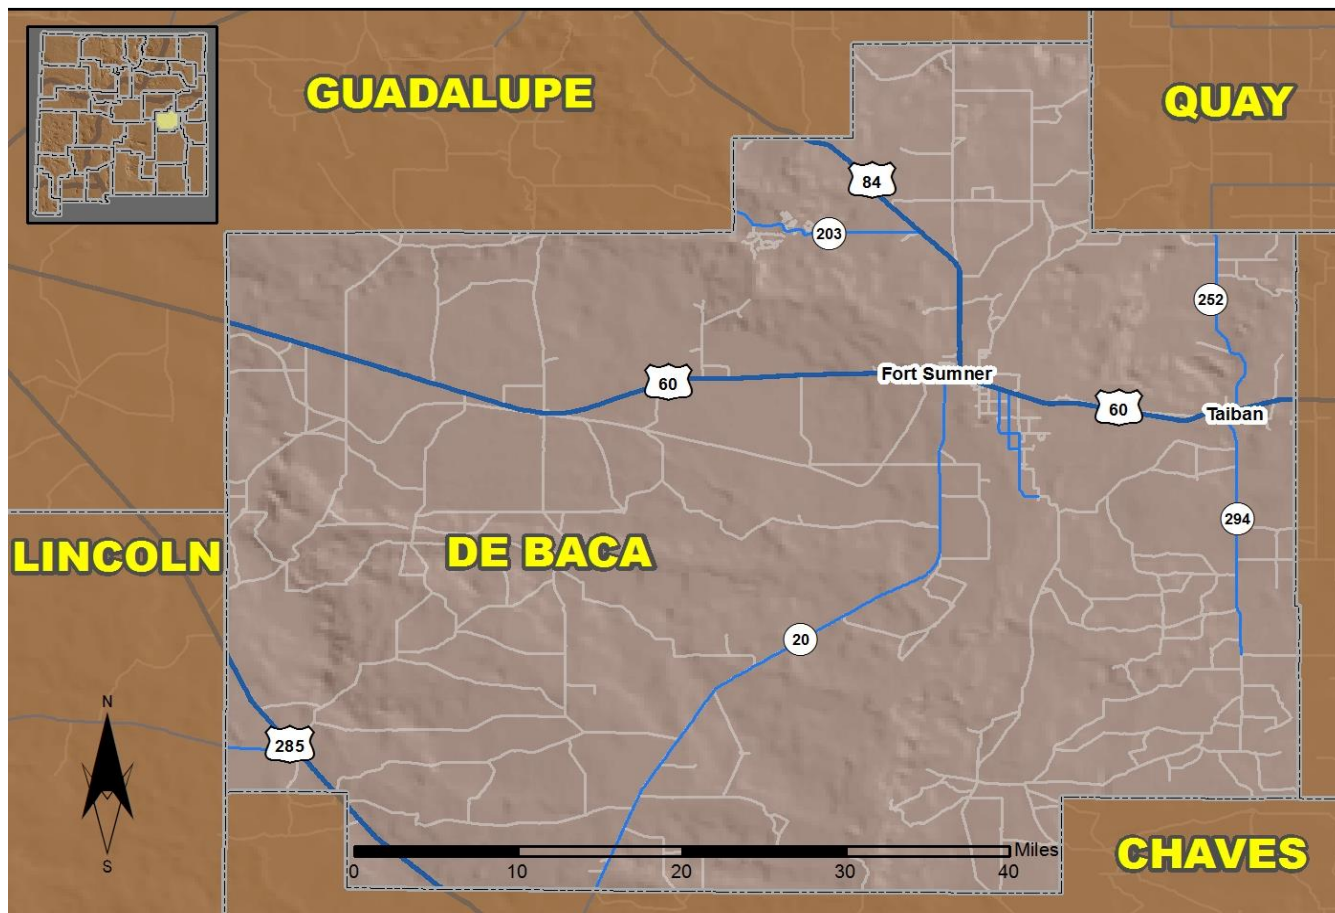 GUADALUPE
QUAY
84
203
252
60
Fort Sumner
60
Taiban
294
LINCOLN
DE BACA
20
N
285
S
Miles
0 10 20 30 40
CHAVES